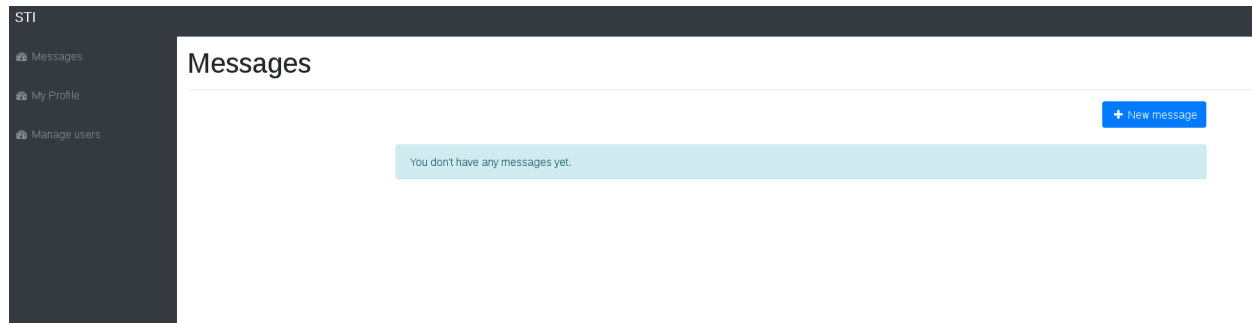 STI
Messages
My Profile
Manage users
Messages
New message
You don't have any messages yet.